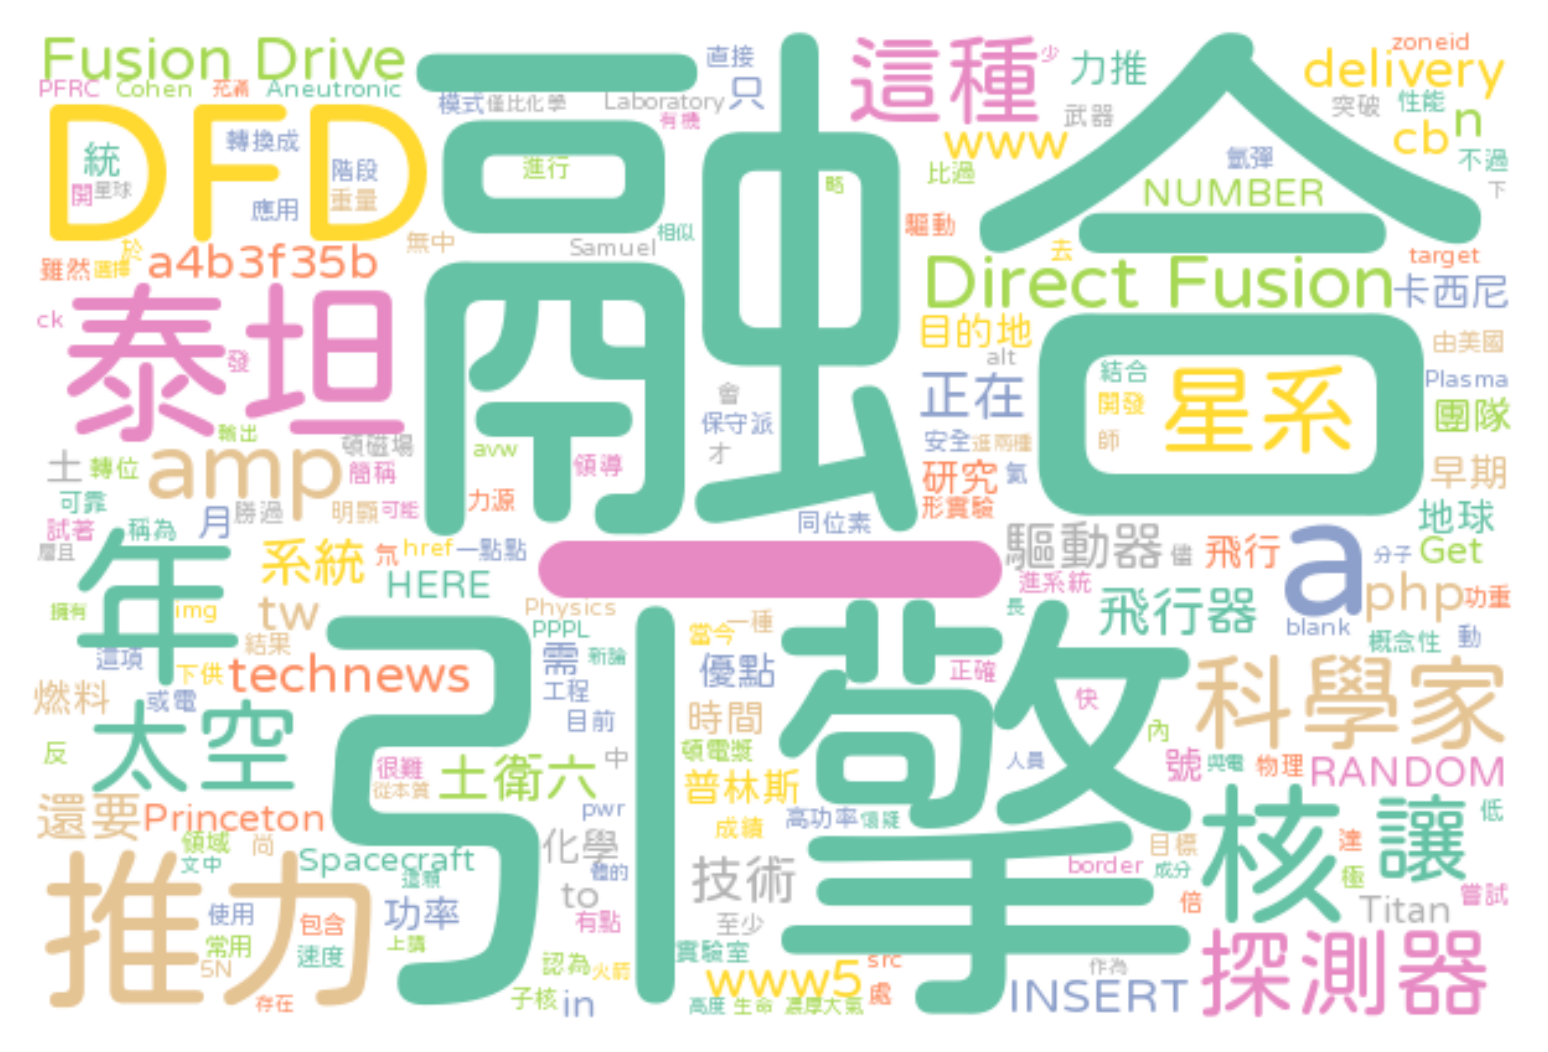 Fusion Drive
直接
這種
少
力推
zoneid
delivery
PFRC
Cohen
充滿
Aneutronic
模式
僅比化學
Laboratory
只
有機
武器
突破
性能
n
DFD
轉換成
統
階段
開
星球
重量
應用
進行
略
www
cb
比過
氫彈
不過
NUMBER
下
融合
無中
Samuel
相似
驅動
去
target
於
雖然
選擇
a4b3f35b
Direct Fusion
卡西尼
ck
泰坦
發
目的地
alt
由美國
會
正在
結合
星系
Plasma
保守派
開發
團隊
輸出
頓磁場
avw
才
安全
進兩種
師
土
轉位
amp
簡稱
領導
研究
氦
早期
可靠
力源
形實驗
月
勝過
明顯
可能
同位素
地球
試著
稱為
層且
年
系統
氘
href
一點點
一
驅動器
儘
飛行
a
分子
Get
HERE
進系統
擁有
img
tw
Physics
長
飛行器
php
功重
PPPL
當今
一種
blank
概念性
動
這項
結果
需
新論
優點
正確
下供
technews
工程
燃料
或電
引擎
時間
快
科學家
目前
太空
反
很難
土衛六
中
頓電漿
內
人員
號
與電
物理
RANDOM
從本質
普林斯
還要
Princeton
pwr
成績
高功率
懷疑
核
讓
低
領域
尚
化學
目標
達
文中
Spacecraft
這類
體的
border
成分
極
推力
to
技術
倍
Titan
嘗試
使用
包含
功率
有點
至少
常用
上講
探測器
5N
速度
認為
火箭
實驗室
www5
src
作為
存在
子核
in
高度
生命
濃厚大氣
處
INSERT